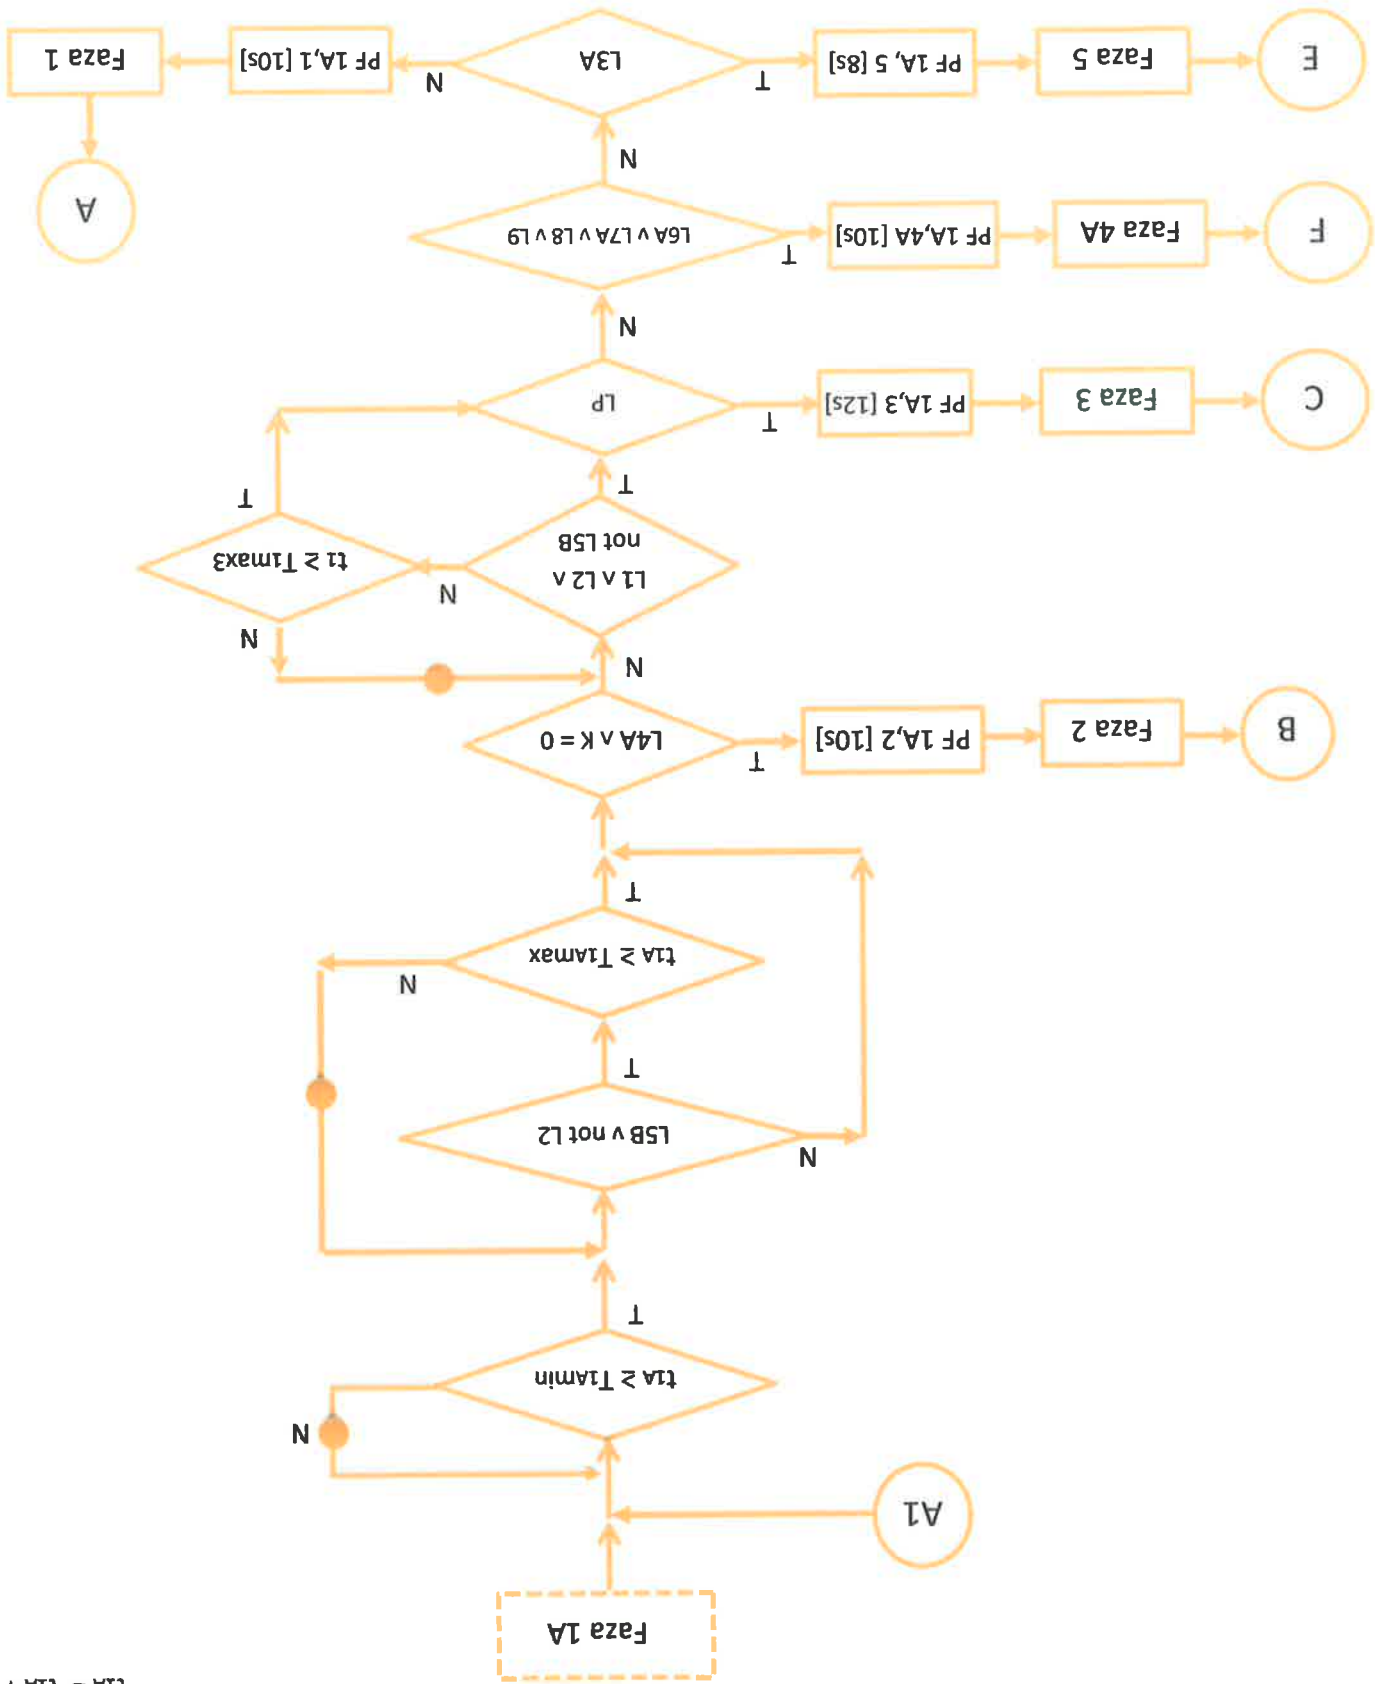 Faza 1A
A1
t1A ≥ T1Amin
N
T
L5B ∨ not L2
N
T
t1A ≥ T1Amax
N
T
L4A ∧ K = 0
T
PF 1A,2 [10s]
Faza 2
B
N
L1 ∧ L2 ∧
not L5B
N
t1 ≥ T1max3
N
T
T
LP
T
PF 1A,3 [12s]
Faza 3
C
N
L6A ∨ L7A ∨ L8 ∨ L9
T
PF 1A,4A [10s]
Faza 4A
F
N
L3A
T
PF 1A, 5 [8s]
Faza 5
E
N
PF 1A,1 [10s]
Faza 1
A